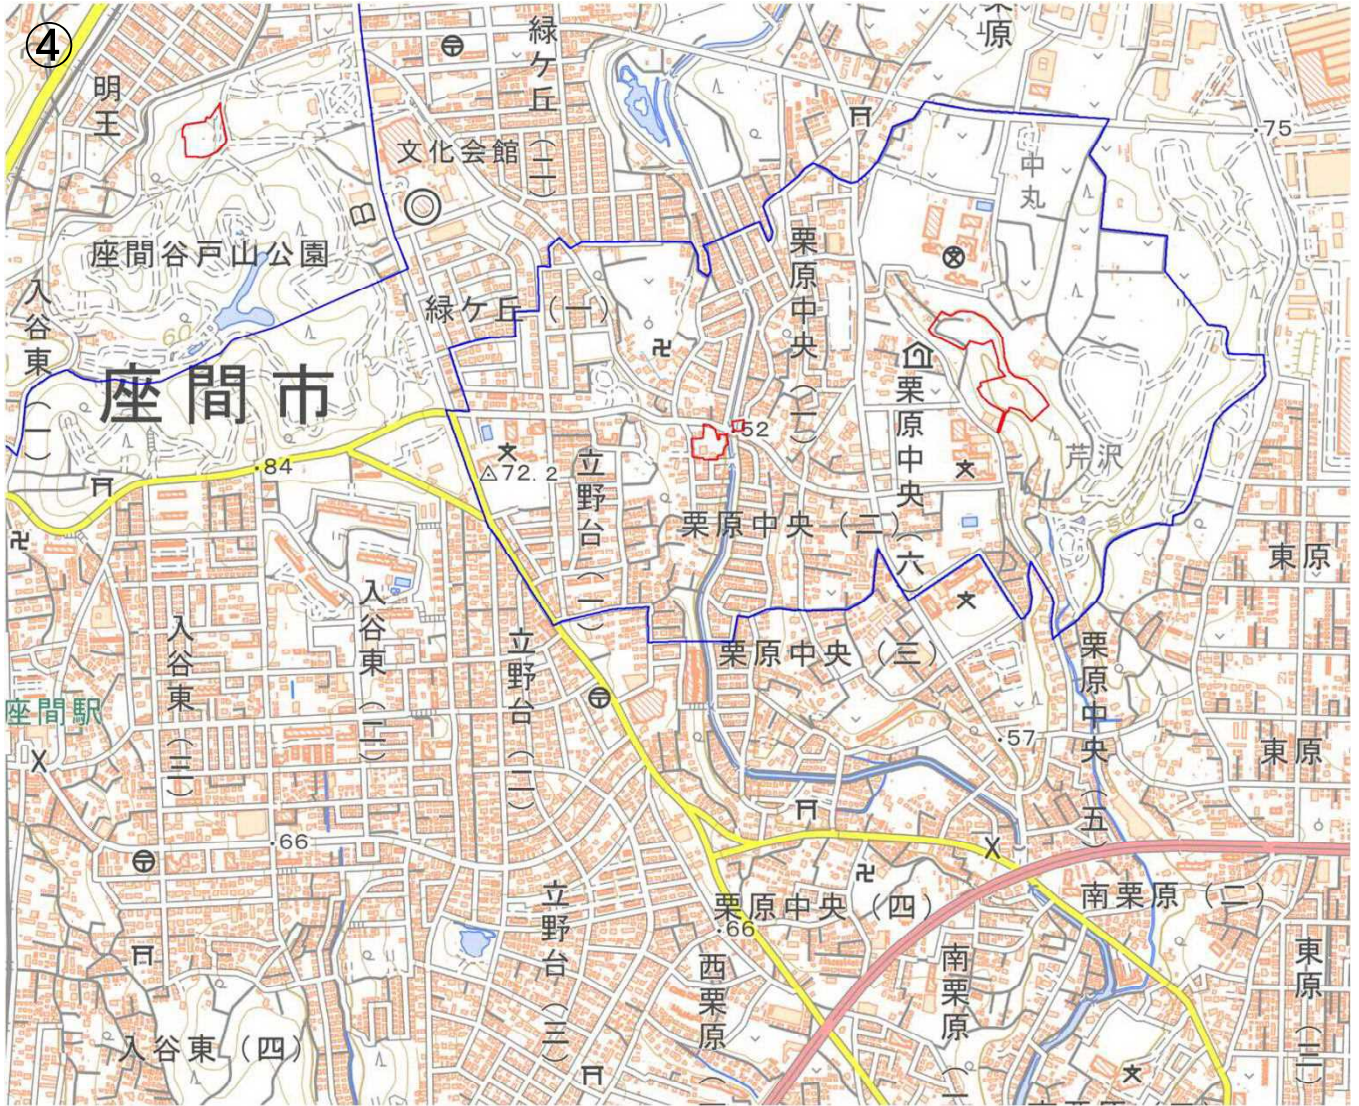 ④
明王
緑ケ丘（二）
栗原
文化会館
75
中丸
座間谷戸山公園
栗原中央（一）
入谷東（一）
緑ケ丘（一）
座間市
栗原中央（六）
52
芹沢
84
72.2
立野台（一）
栗原中央（二）
東原
入谷東（三）
入谷東（二）
立野台（二）
栗原中央（三）
栗原中央（五）
座間駅
57
東原
66
立野台（三）
栗原中央（四）
南栗原（二）
66
西栗原
南栗原
東原
入谷東（四）